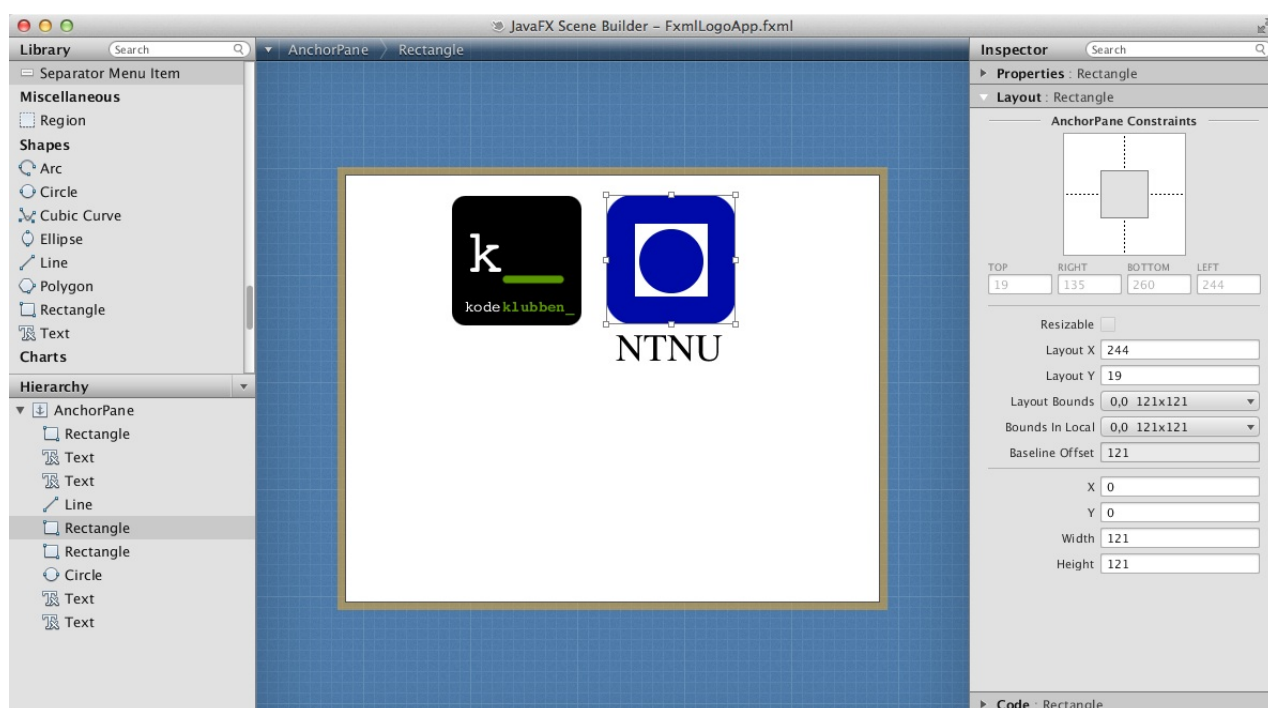 JavaFX Scene Builder – FxmlLogoApp.fxml
Library
Search
Separator Menu Item
Miscellaneous
Region
Shapes
Arc
Circle
Cubic Curve
Ellipse
Line
Polygon
Rectangle
Text
Charts
Hierarchy
AnchorPane
Rectangle
Text
Text
Line
Rectangle
Rectangle
Circle
Text
Text
AnchorPane
Rectangle
k_
kodeklubben_
NTNU
Inspector
Search
Properties : Rectangle
Layout : Rectangle
AnchorPane Constraints
TOP RIGHT BOTTOM LEFT
19 135 260 244
Resizable
Layout X 244
Layout Y 19
Layout Bounds 0,0 121x121
Bounds In Local 0,0 121x121
Baseline Offset 121
X 0
Y 0
Width 121
Height 121
Code : Rectangle